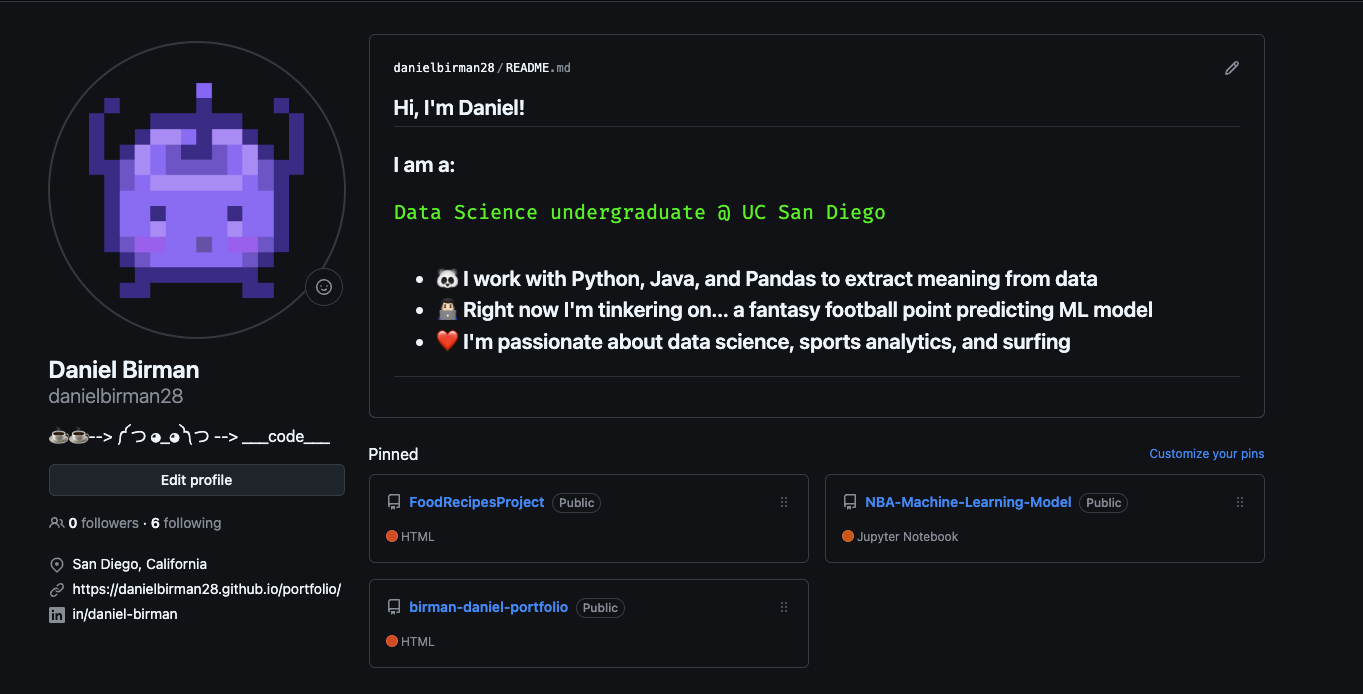 danielbirman28/README.md
Hi, I'm Daniel!
I am a:
Data Science undergraduate @ UC San Diego
• 🐼 I work with Python, Java, and Pandas to extract meaning from data
• 👨🏻‍💻 Right now I'm tinkering on... a fantasy football point predicting ML model
• ❤️ I'm passionate about data science, sports analytics, and surfing
Daniel Birman
danielbirman28
☕☕--> ༼つ ◕_◕༽つ --> ___code___
Edit profile
0 followers · 6 following
San Diego, California
https://danielbirman28.github.io/portfolio/
in/daniel-birman
Pinned
Customize your pins
FoodRecipesProject Public
HTML
NBA-Machine-Learning-Model Public
Jupyter Notebook
birman-daniel-portfolio Public
HTML